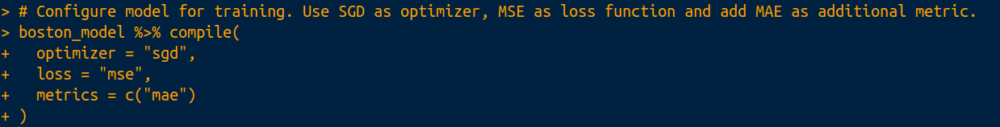 > # Configure model for training. Use SGD as optimizer, MSE as loss function and add MAE as additional metric.
> boston_model %>% compile(
+   optimizer = "sgd",
+   loss = "mse",
+   metrics = c("mae")
+ )